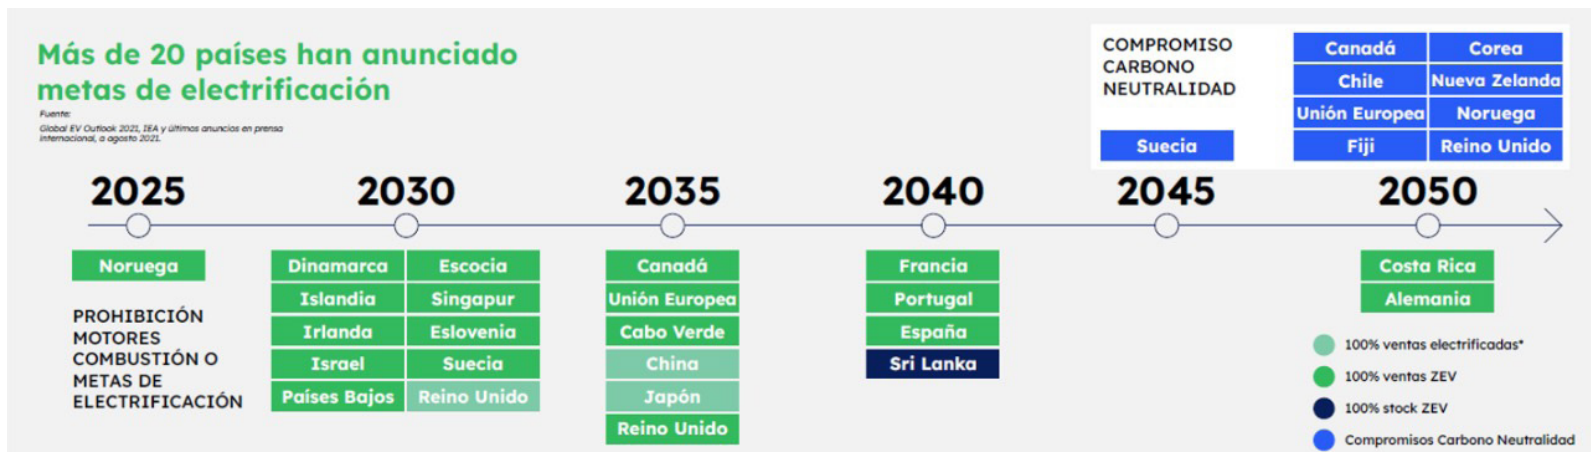 Más de 20 países han anunciado
metas de electrificación
Fuente:
Global EV Outlook 2021, IEA y últimos anuncios en prensa
internacional, a agosto 2021.
COMPROMISO
CARBONO
NEUTRALIDAD
Suecia
Canadá
Corea
Chile
Nueva Zelanda
Unión Europea
Noruega
Fiji
Reino Unido
2025
2030
2035
2040
2045
2050
Noruega
PROHIBICIÓN
MOTORES
COMBUSTIÓN O
METAS DE
ELECTRIFICACIÓN
Dinamarca
Escocia
Islandia
Singapur
Irlanda
Eslovenia
Israel
Suecia
Países Bajos
Reino Unido
Canadá
Unión Europea
Cabo Verde
China
Japón
Reino Unido
Francia
Portugal
España
Sri Lanka
Costa Rica
Alemania
100% ventas electrificadas*
100% ventas ZEV
100% stock ZEV
Compromisos Carbono Neutralidad